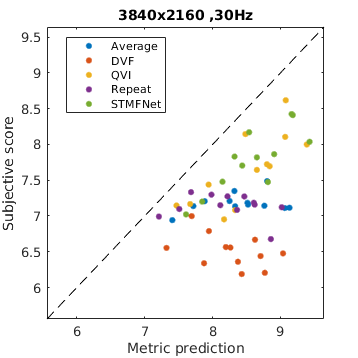 3840x2160 ,30Hz
Average
DVF
QVI
Repeat
STMFNet
Subjective score
9.5
9
8.5
8
7.5
7
6.5
6
6 7 8 9
Metric prediction